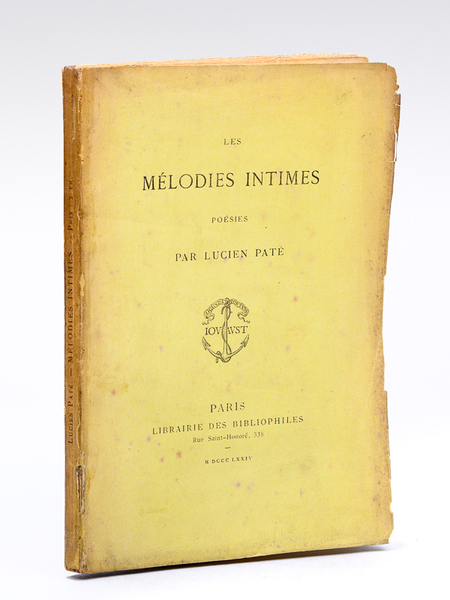 LES
MÉLODIES INTIMES
POÉSIES
PAR LUCIEN PATÉ
IOVAVST
PARIS
LIBRAIRIE DES BIBLIOPHILES
Rue Saint-Honoré, 338
M DCCC LXXIV
LUCIEN PATÉ — MÉLODIES INTIMES